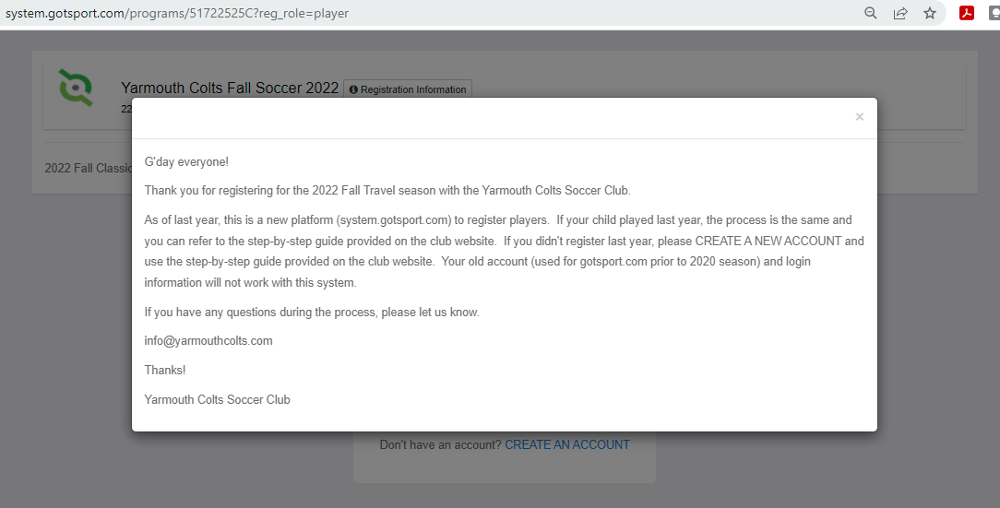 system.gotsport.com/programs/51722525C?reg_role=player
Yarmouth Colts Fall Soccer 2022 Registration Information
22
×
2022 Fall Classic
G'day everyone!
Thank you for registering for the 2022 Fall Travel season with the Yarmouth Colts Soccer Club.
As of last year, this is a new platform (system.gotsport.com) to register players.  If your child played last year, the process is the same and
you can refer to the step-by-step guide provided on the club website.  If you didn't register last year, please CREATE A NEW ACCOUNT and
use the step-by-step guide provided on the club website.  Your old account (used for gotsport.com prior to 2020 season) and login
information will not work with this system.
If you have any questions during the process, please let us know.
info@yarmouthcolts.com
Thanks!
Yarmouth Colts Soccer Club
Don't have an account? CREATE AN ACCOUNT